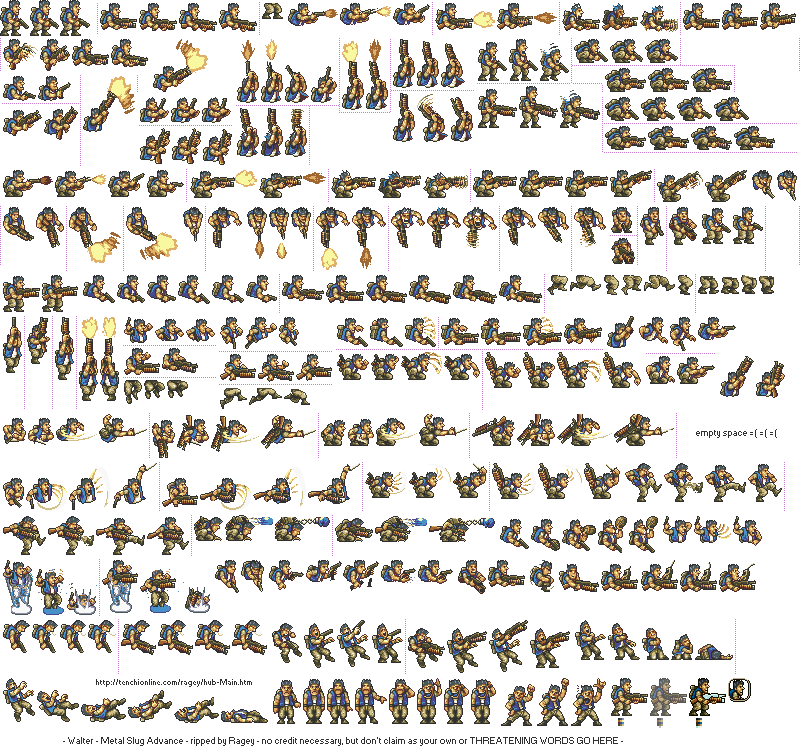 empty space =( =( =(
http://tenchionline.com/ragey/hub-Main.htm
- Walter - Metal Slug Advance - ripped by Ragey - no credit necessary, but don't claim as your own or THREATENING WORDS GO HERE -